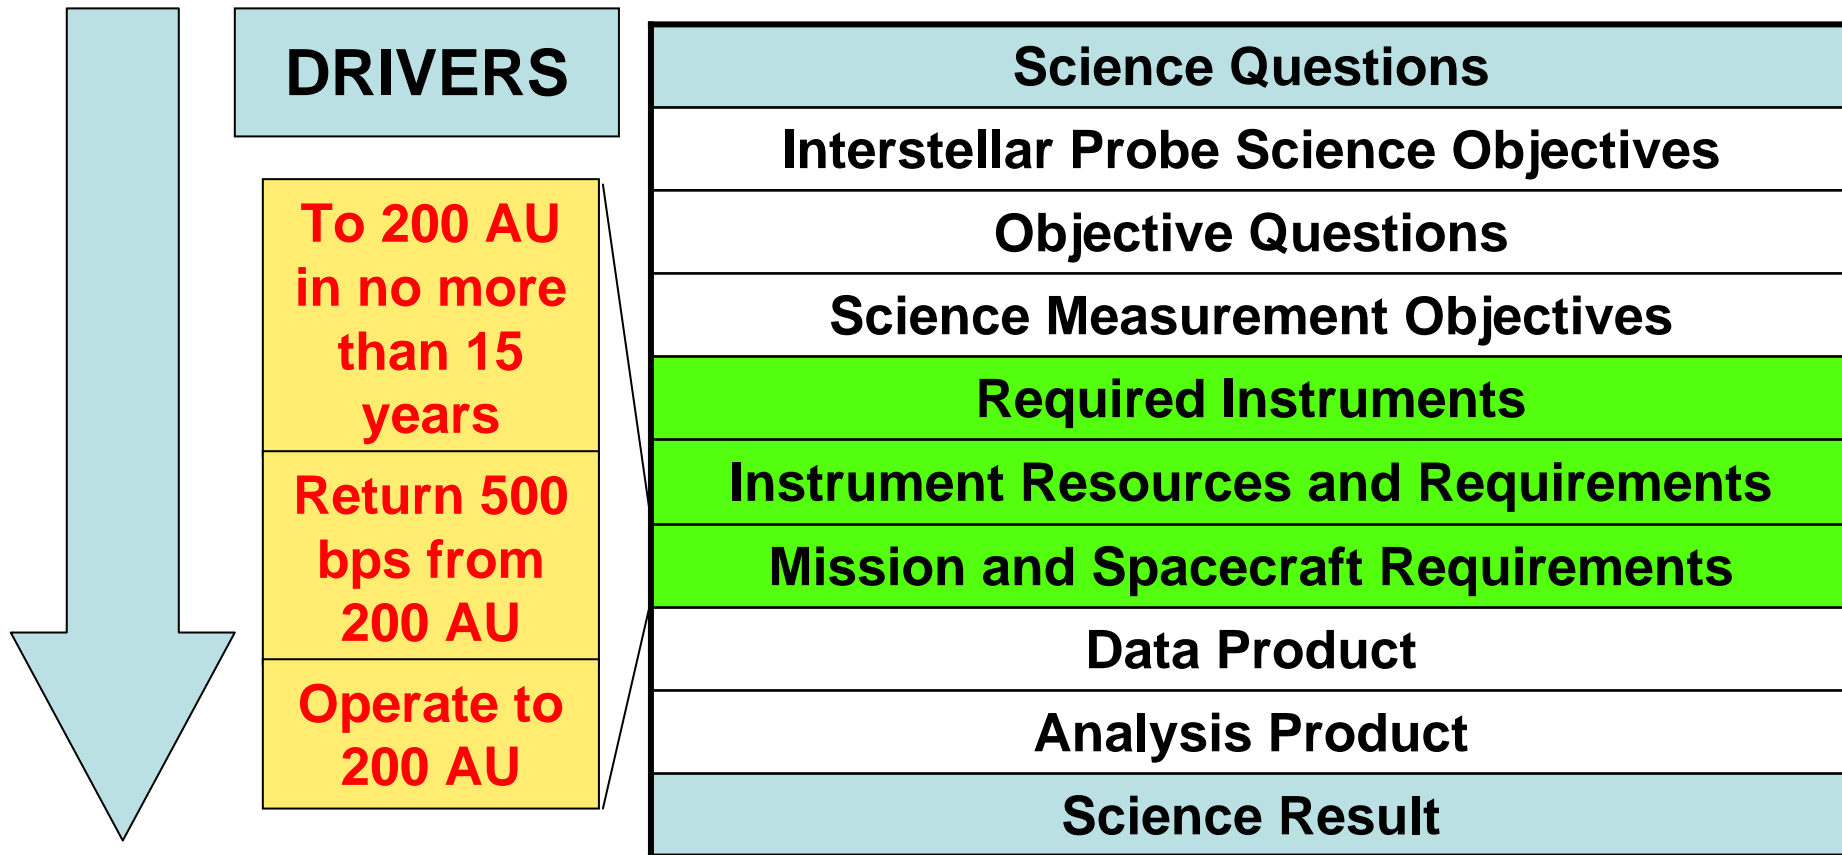 DRIVERS
To 200 AU
in no more
than 15
years
Return 500
bps from
200 AU
Operate to
200 AU
Science Questions
Interstellar Probe Science Objectives
Objective Questions
Science Measurement Objectives
Required Instruments
Instrument Resources and Requirements
Mission and Spacecraft Requirements
Data Product
Analysis Product
Science Result